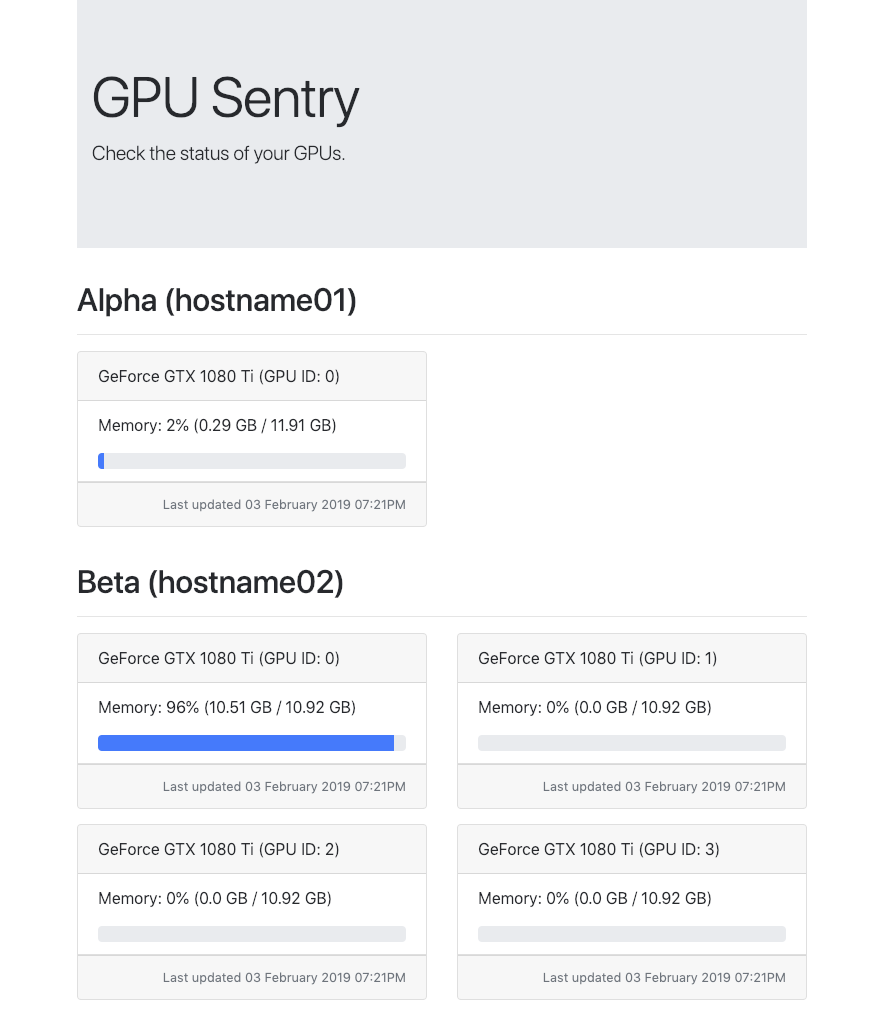 GPU Sentry
Check the status of your GPUs.
Alpha (hostname01)
GeForce GTX 1080 Ti (GPU ID: 0)
Memory: 2% (0.29 GB / 11.91 GB)
Last updated 03 February 2019 07:21PM
Beta (hostname02)
GeForce GTX 1080 Ti (GPU ID: 0)
Memory: 96% (10.51 GB / 10.92 GB)
Last updated 03 February 2019 07:21PM
GeForce GTX 1080 Ti (GPU ID: 1)
Memory: 0% (0.0 GB / 10.92 GB)
Last updated 03 February 2019 07:21PM
GeForce GTX 1080 Ti (GPU ID: 2)
Memory: 0% (0.0 GB / 10.92 GB)
Last updated 03 February 2019 07:21PM
GeForce GTX 1080 Ti (GPU ID: 3)
Memory: 0% (0.0 GB / 10.92 GB)
Last updated 03 February 2019 07:21PM